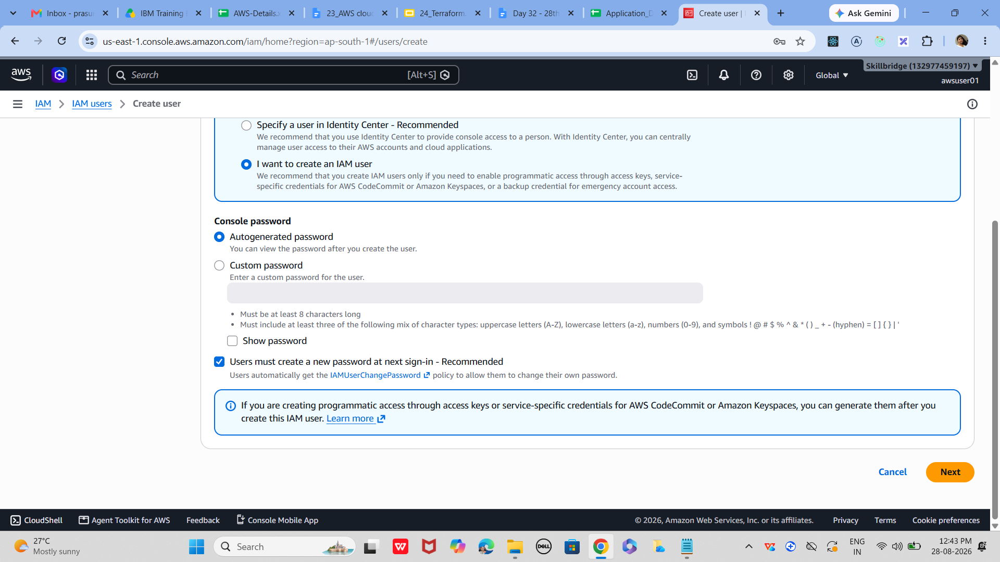 Inbox - prasu
IBM Training
AWS-Details.x
23_AWS clou
24_Terraform.
Day 32 - 28th
Application_D
Create user |
Ask Gemini
us-east-1.console.aws.amazon.com/iam/home?region=ap-south-1#/users/create
aws
Search
[Alt+S]
Global
Skillbridge (132977459197)
awsuser01
IAM
IAM users
Create user
Specify a user in Identity Center - Recommended
We recommend that you use Identity Center to provide console access to a person. With Identity Center, you can centrally
manage user access to their AWS accounts and cloud applications.
I want to create an IAM user
We recommend that you create IAM users only if you need to enable programmatic access through access keys, service-
specific credentials for AWS CodeCommit or Amazon Keyspaces, or a backup credential for emergency account access.
Console password
Autogenerated password
You can view the password after you create the user.
Custom password
Enter a custom password for the user.
• Must be at least 8 characters long
• Must include at least three of the following mix of character types: uppercase letters (A-Z), lowercase letters (a-z), numbers (0-9), and symbols ! @ # $ % ^ & * ( ) _ + - (hyphen) = [ ] { } | '
Show password
Users must create a new password at next sign-in - Recommended
Users automatically get the IAMUserChangePassword policy to allow them to change their own password.
If you are creating programmatic access through access keys or service-specific credentials for AWS CodeCommit or Amazon Keyspaces, you can generate them after you
create this IAM user. Learn more
Cancel
Next
CloudShell
Agent Toolkit for AWS
Feedback
Console Mobile App
© 2026, Amazon Web Services, Inc. or its affiliates.
Privacy
Terms
Cookie preferences
27°C
Mostly sunny
Search
DELL
ENG
IN
12:43 PM
28-08-2026